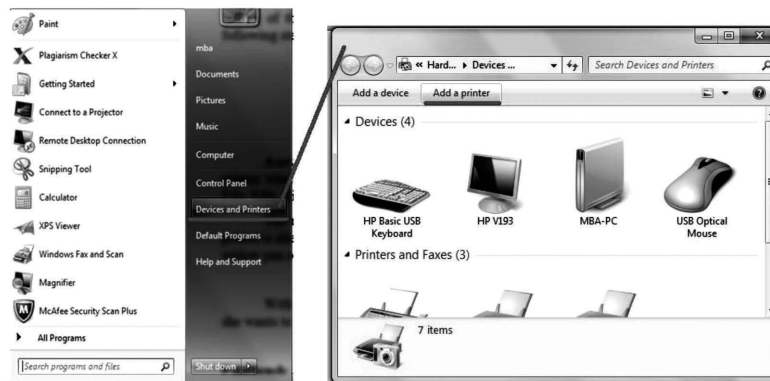 Paint
Plagiarism Checker X
Getting Started
Connect to a Projector
Remote Desktop Connection
Snipping Tool
Calculator
XPS Viewer
Windows Fax and Scan
Magnifier
McAfee Security Scan Plus
All Programs
Search programs and files
mba
Documents
Pictures
Music
Computer
Control Panel
Devices and Printers
Default Programs
Help and Support
Shut down
« Hard... Devices ...
Search Devices and Printers
Add a device Add a printer
Devices (4)
HP Basic USB Keyboard
HP V193
MBA-PC
USB Optical Mouse
Printers and Faxes (3)
7 items